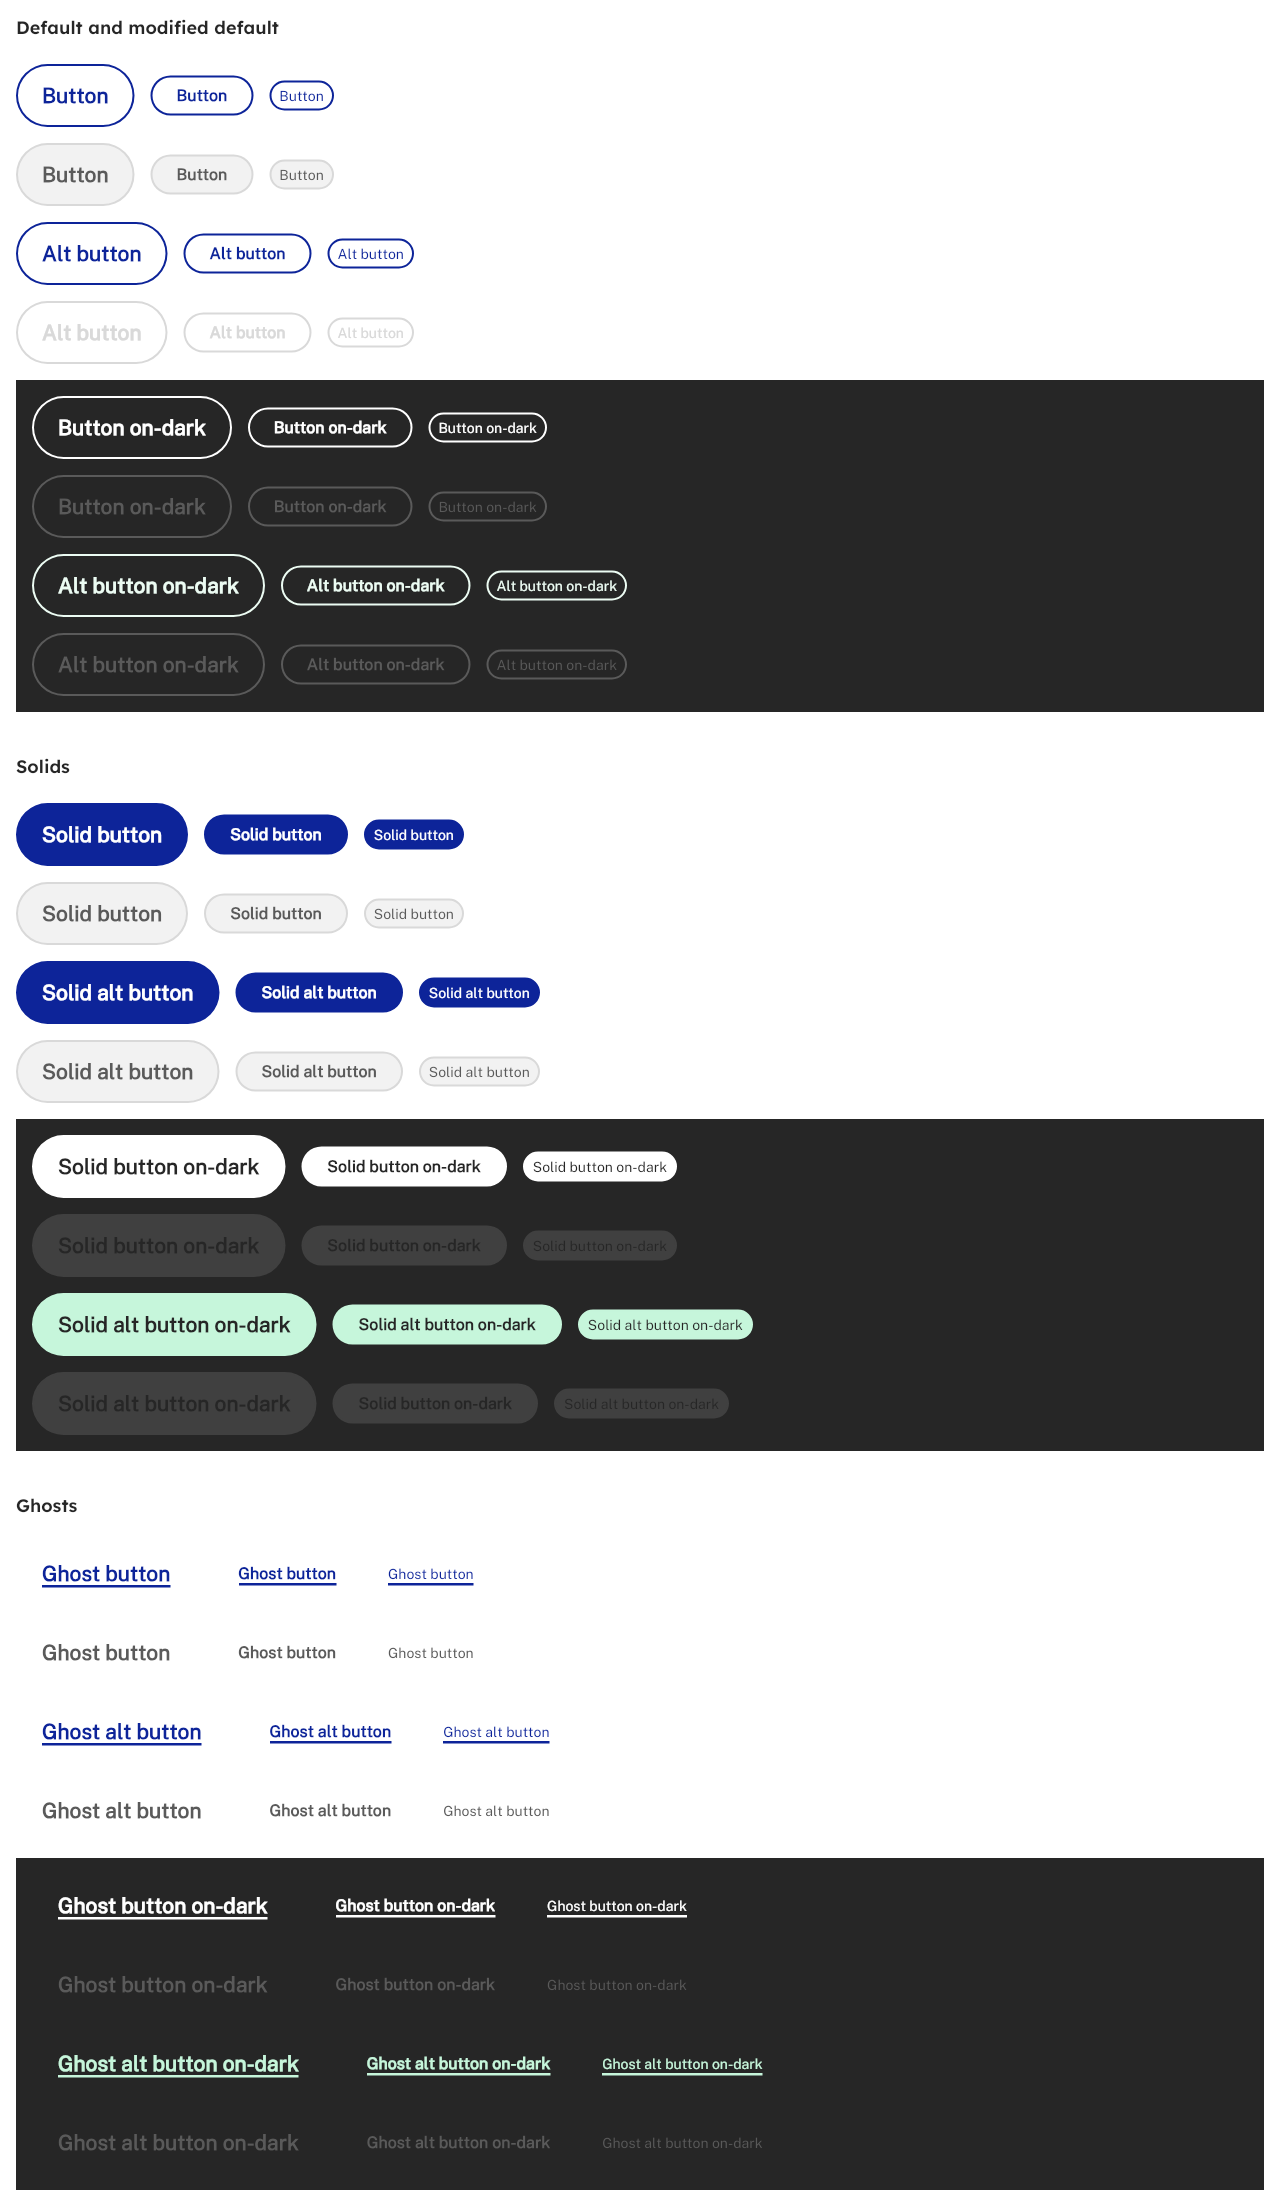 Default and modified default
Button Button Button
Button Button Button
Alt button Alt button Alt button
Alt button Alt button Alt button
Button on-dark Button on-dark Button on-dark
Button on-dark Button on-dark Button on-dark
Alt button on-dark Alt button on-dark Alt button on-dark
Alt button on-dark Alt button on-dark Alt button on-dark
Solids
Solid button Solid button Solid button
Solid button Solid button Solid button
Solid alt button Solid alt button Solid alt button
Solid alt button Solid alt button Solid alt button
Solid button on-dark Solid button on-dark Solid button on-dark
Solid button on-dark Solid button on-dark Solid button on-dark
Solid alt button on-dark Solid alt button on-dark Solid alt button on-dark
Solid alt button on-dark Solid button on-dark Solid alt button on-dark
Ghosts
Ghost button Ghost button Ghost button
Ghost button Ghost button Ghost button
Ghost alt button Ghost alt button Ghost alt button
Ghost alt button Ghost alt button Ghost alt button
Ghost button on-dark Ghost button on-dark Ghost button on-dark
Ghost button on-dark Ghost button on-dark Ghost button on-dark
Ghost alt button on-dark Ghost alt button on-dark Ghost alt button on-dark
Ghost alt button on-dark Ghost alt button on-dark Ghost alt button on-dark